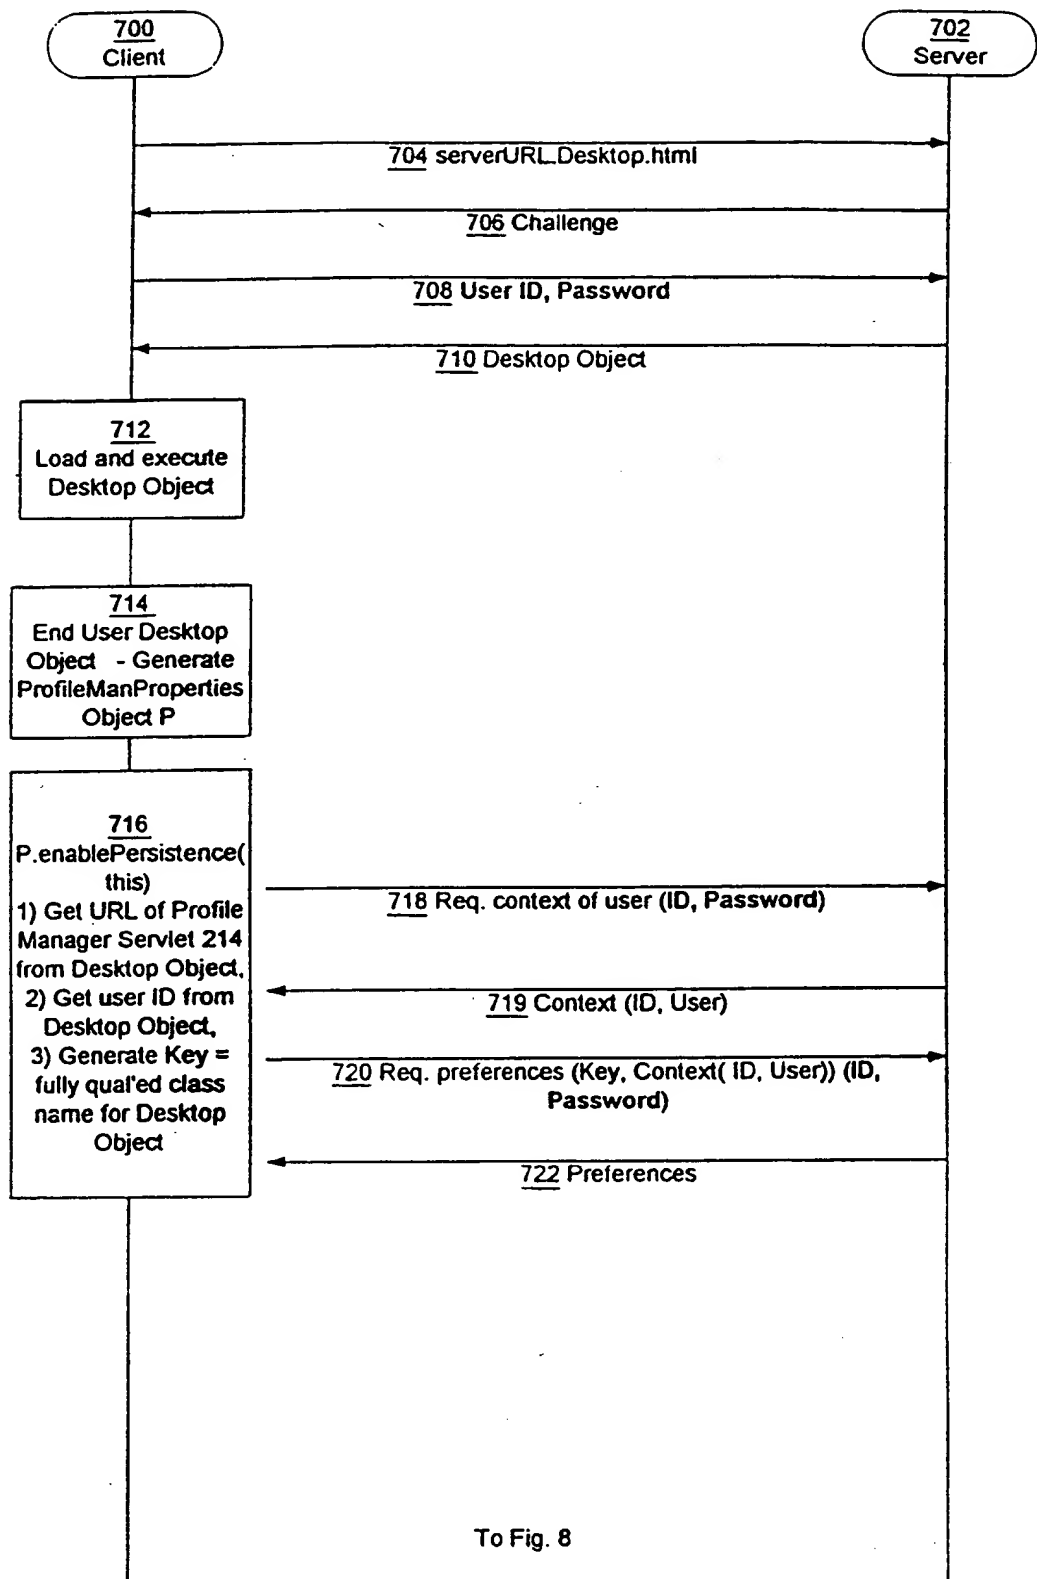 700
Client
702
Server
704 serverURL.Desktop.html
706 Challenge
708 User ID, Password
710 Desktop Object
712
Load and execute
Desktop Object
714
End User Desktop
Object - Generate
ProfileManProperties
Object P
716
P.enablePersistence(
this)
1) Get URL of Profile
Manager Servlet 214
from Desktop Object,
2) Get user ID from
Desktop Object,
3) Generate Key =
fully qual'ed class
name for Desktop
Object
718 Req. context of user (ID, Password)
719 Context (ID, User)
720 Req. preferences (Key, Context( ID, User)) (ID,
Password)
722 Preferences
To Fig. 8